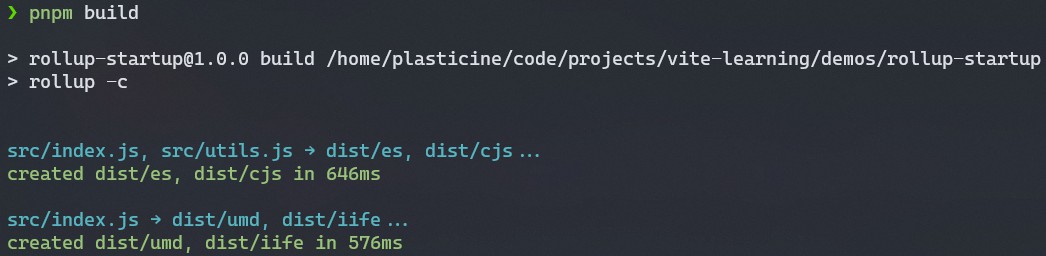 ❯ pnpm build
> rollup-startup@1.0.0 build /home/plasticine/code/projects/vite-learning/demos/rollup-startup
> rollup -c
src/index.js, src/utils.js → dist/es, dist/cjs...
created dist/es, dist/cjs in 646ms
src/index.js → dist/umd, dist/iife...
created dist/umd, dist/iife in 576ms